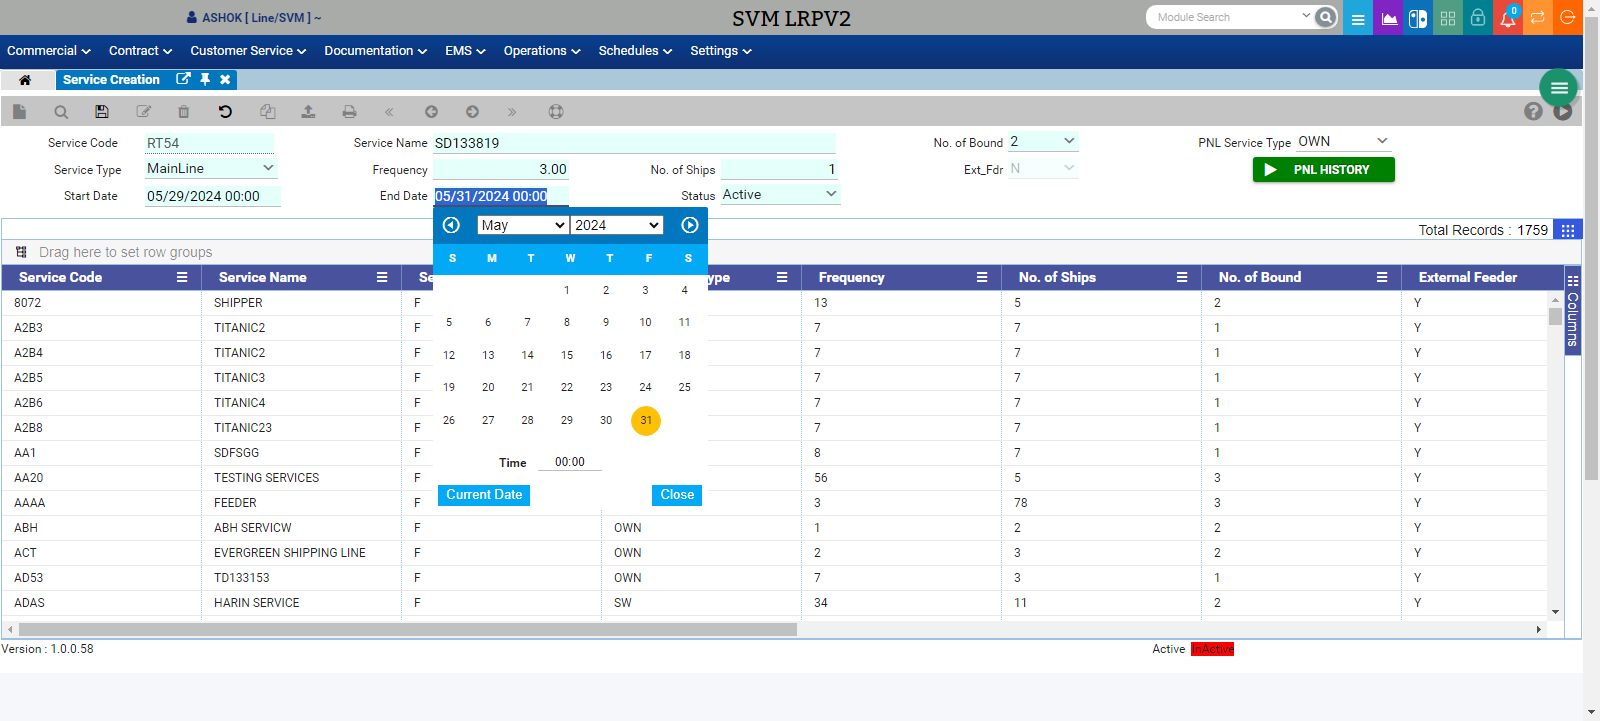 ASHOK [ Line/SVM ] ~
SVM LRPV2
Module Search
0
Commercial Contract Customer Service Documentation EMS Operations Schedules Settings
Service Creation
Service Code RT54 Service Name SD133819 No. of Bound 2 PNL Service Type OWN
Service Type MainLine Frequency 3.00 No. of Ships 1 Ext_Fdr N PNL HISTORY
Start Date 05/29/2024 00:00 End Date 05/31/2024 00:00 Status Active
May 2024
S M T W T F S
1 2 3 4
5 6 7 8 9 10 11
12 13 14 15 16 17 18
19 20 21 22 23 24 25
26 27 28 29 30 31
Time 00:00
Current Date Close
Total Records : 1759
Drag here to set row groups
Service Code Service Name Se ype Frequency No. of Ships No. of Bound External Feeder
8072 SHIPPER F 13 5 2 Y
A2B3 TITANIC2 F 7 7 1 Y
A2B4 TITANIC2 F 7 7 1 Y
A2B5 TITANIC3 F 7 7 1 Y
A2B6 TITANIC4 F 7 7 1 Y
A2B8 TITANIC23 F 7 7 1 Y
AA1 SDFSGG F 8 7 1 Y
AA20 TESTING SERVICES F 56 5 3 Y
AAAA FEEDER F 3 78 3 Y
ABH ABH SERVICW F OWN 1 2 2 Y
ACT EVERGREEN SHIPPING LINE F OWN 2 3 2 Y
AD53 TD133153 F OWN 7 3 1 Y
ADAS HARIN SERVICE F SW 34 11 2 Y
Columns
Version : 1.0.0.58
Active InActive